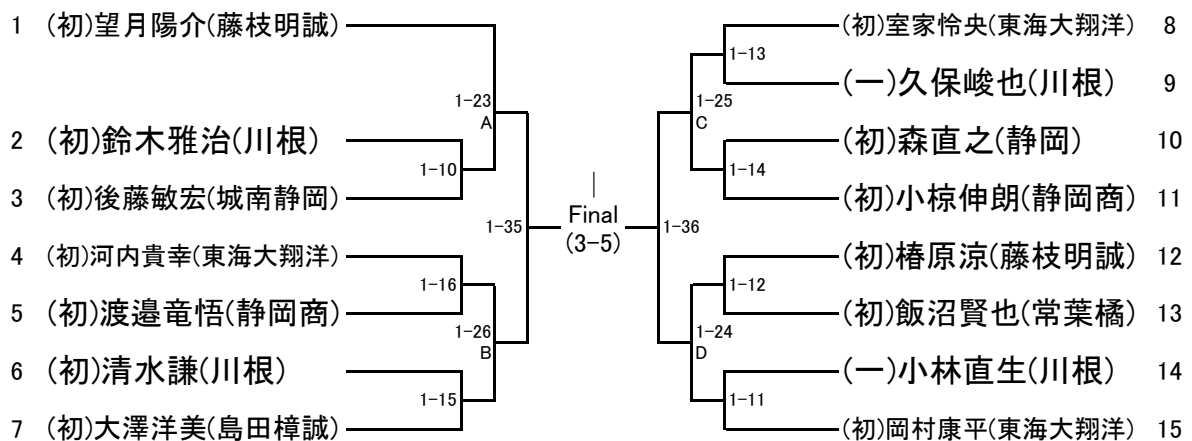 1 (初)望月陽介(藤枝明誠)
2 (初)鈴木雅治(川根)
3 (初)後藤敏宏(城南静岡)
4 (初)河内貴幸(東海大翔洋)
5 (初)渡邉竜悟(静岡商)
6 (初)清水謙(川根)
7 (初)大澤洋美(島田樟誠)
1-23
A
1-10
1-35
1-16
1-26
B
1-15
Final
(3-5)
1-36
1-13
1-25
C
1-14
1-12
1-24
D
1-11
(初)室家怜央(東海大翔洋) 8
(一)久保峻也(川根) 9
(初)森直之(静岡) 10
(初)小椋伸朗(静岡商) 11
(初)椿原涼(藤枝明誠) 12
(初)飯沼賢也(常葉橘) 13
(一)小林直生(川根) 14
(初)岡村康平(東海大翔洋) 15